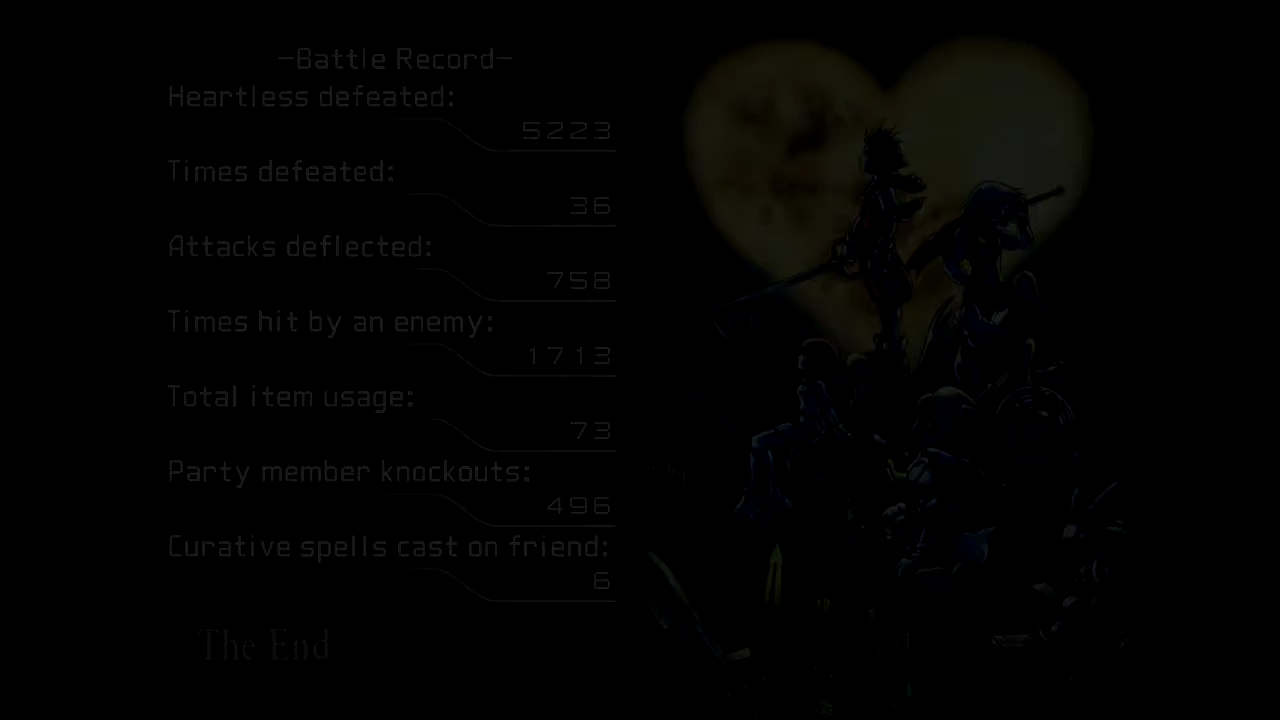 –Battle Record–
Heartless defeated:
5223
Times defeated:
36
Attacks deflected:
758
Times hit by an enemy:
1713
Total item usage:
73
Party member knockouts:
496
Curative spells cast on friend:
6
The End